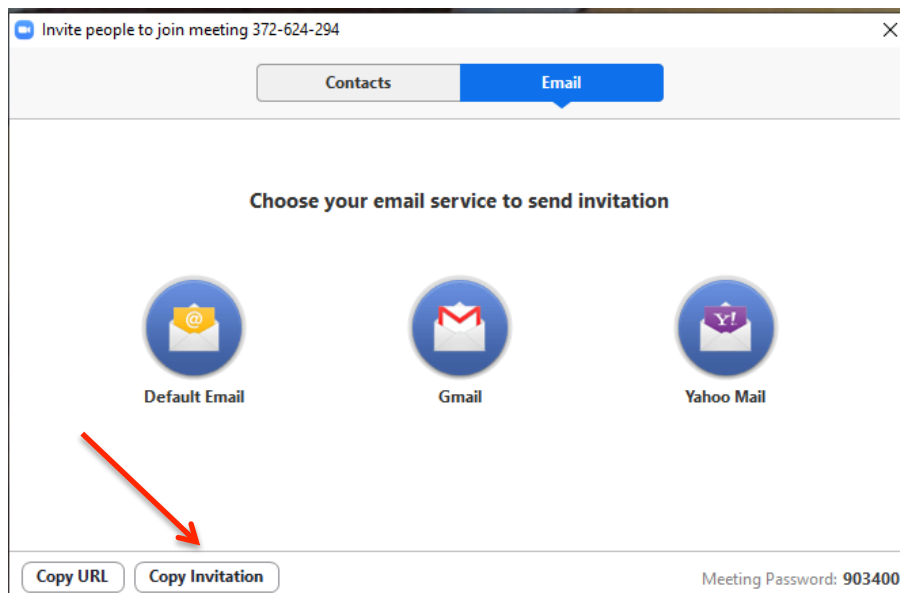 Invite people to join meeting 372-624-294
Contacts Email
Choose your email service to send invitation
@ Y!
Default Email Gmail Yahoo Mail
Copy URL Copy Invitation Meeting Password: 903400